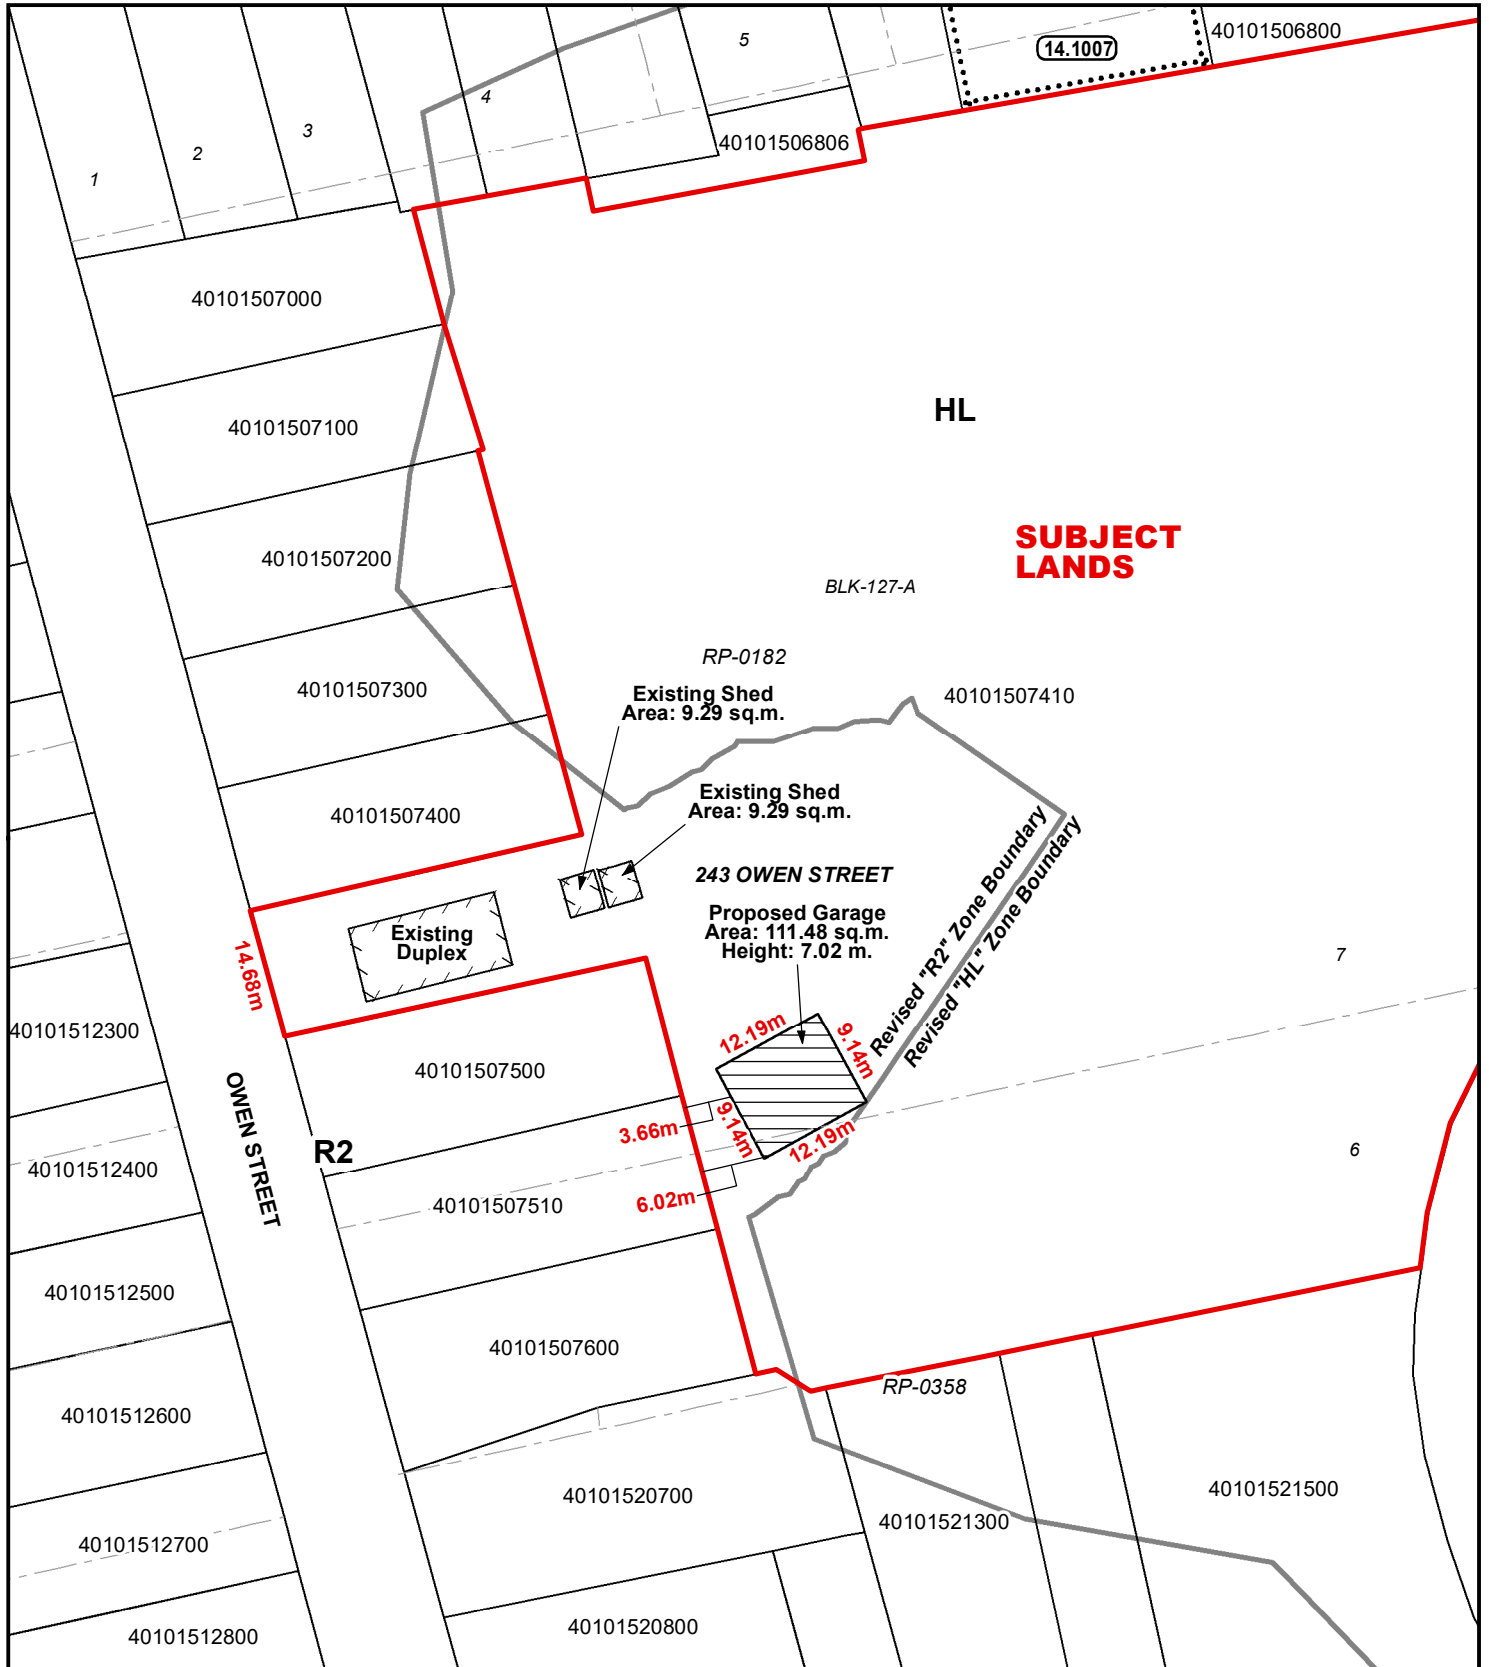 40101506800
14.1007
5
4
3
2
1
40101506806
40101507000
HL
40101507100
SUBJECT
LANDS
40101507200
BLK-127-A
RP-0182
40101507300
Existing Shed
Area: 9.29 sq.m.
40101507410
Existing Shed
Area: 9.29 sq.m.
40101507400
Revised "R2" Zone Boundary
Revised "HL" Zone Boundary
243 OWEN STREET
Proposed Garage
Area: 111.48 sq.m.
Height: 7.02 m.
Existing
Duplex
14.68m
7
40101512300
12.19m
9.14m
40101507500
9.14m
12.19m
3.66m
OWEN STREET
R2
6
40101512400
40101507510
6.02m
40101512500
40101507600
RP-0358
40101512600
40101520700
40101521500
40101521300
40101512700
40101520800
40101512800